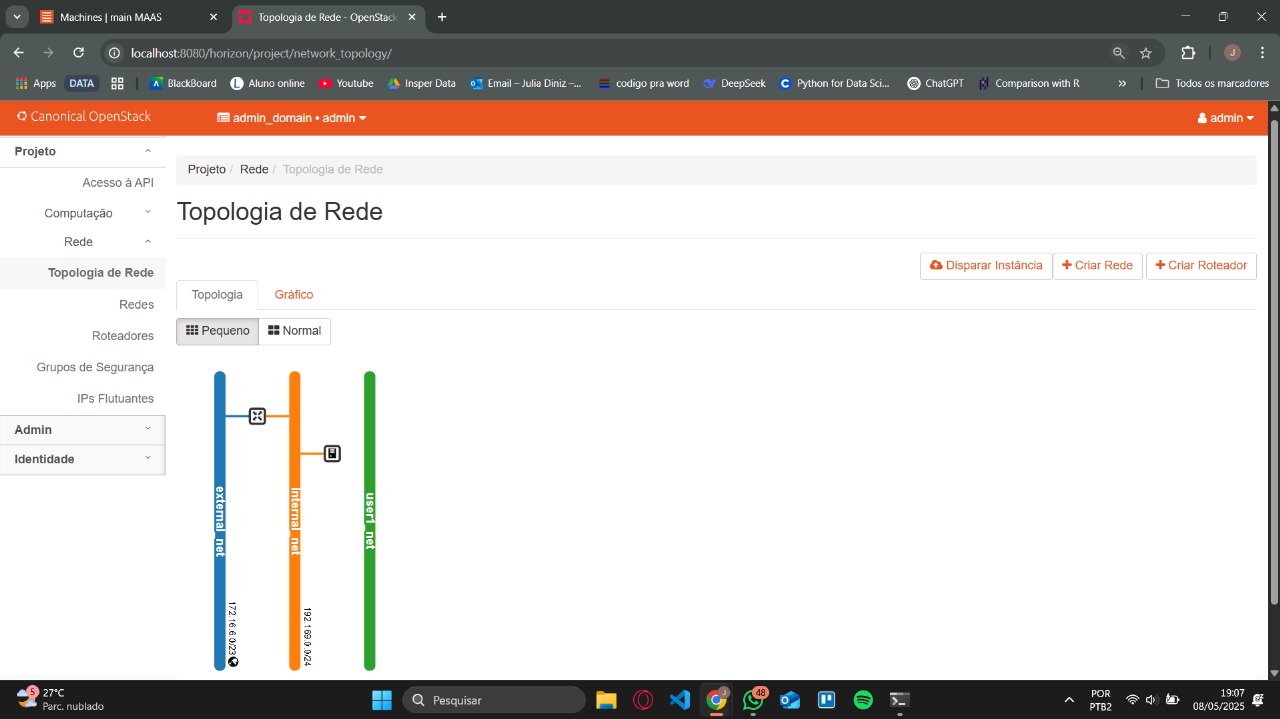 Machines | main MAAS
Topologia de Rede - OpenStack
localhost:8080/horizon/project/network_topology/
J
Apps
DATA
BlackBoard
Aluno online
Youtube
Insper Data
Email – Julia Diniz –...
codigo pra word
DeepSeek
Python for Data Sci...
ChatGPT
Comparison with R
»
Todos os marcadores
Canonical OpenStack
admin_domain • admin
admin
Projeto
Acesso à API
Computação
Rede
Topologia de Rede
Redes
Roteadores
Grupos de Segurança
IPs Flutuantes
Admin
Identidade
Projeto / Rede / Topologia de Rede
Topologia de Rede
Disparar Instância
+ Criar Rede
+ Criar Roteador
Topologia
Gráfico
Pequeno
Normal
external_net
172.16.6.0/23
internal_net
192.169.0.0/24
user1_net
5
27°C
Parc. nublado
Pesquisar
J
48
POR
PTB2
19:07
08/05/2025